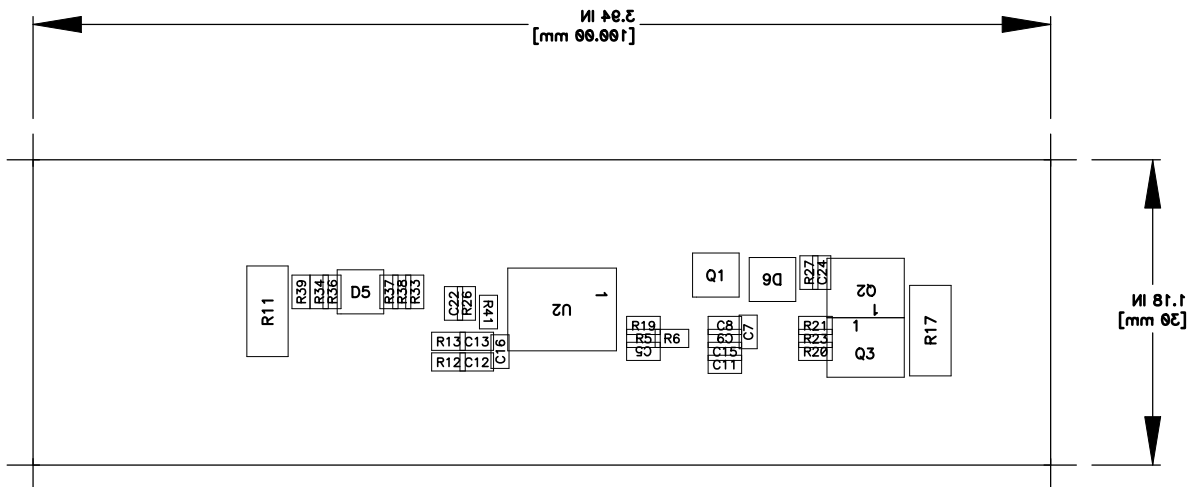 3.94 IN
[100.00 mm]
1.18 IN
[30 mm]
R11
R39
R34
R36
D5
R37
R38
R33
C22
R26
R41
R13
C13
C16
R12
C12
U2
1
R19
R5
R6
C5
Q1
D6
C8
C9
C7
C15
C11
R27
C24
Q2
1
R21
R23
R20
1
Q3
R17